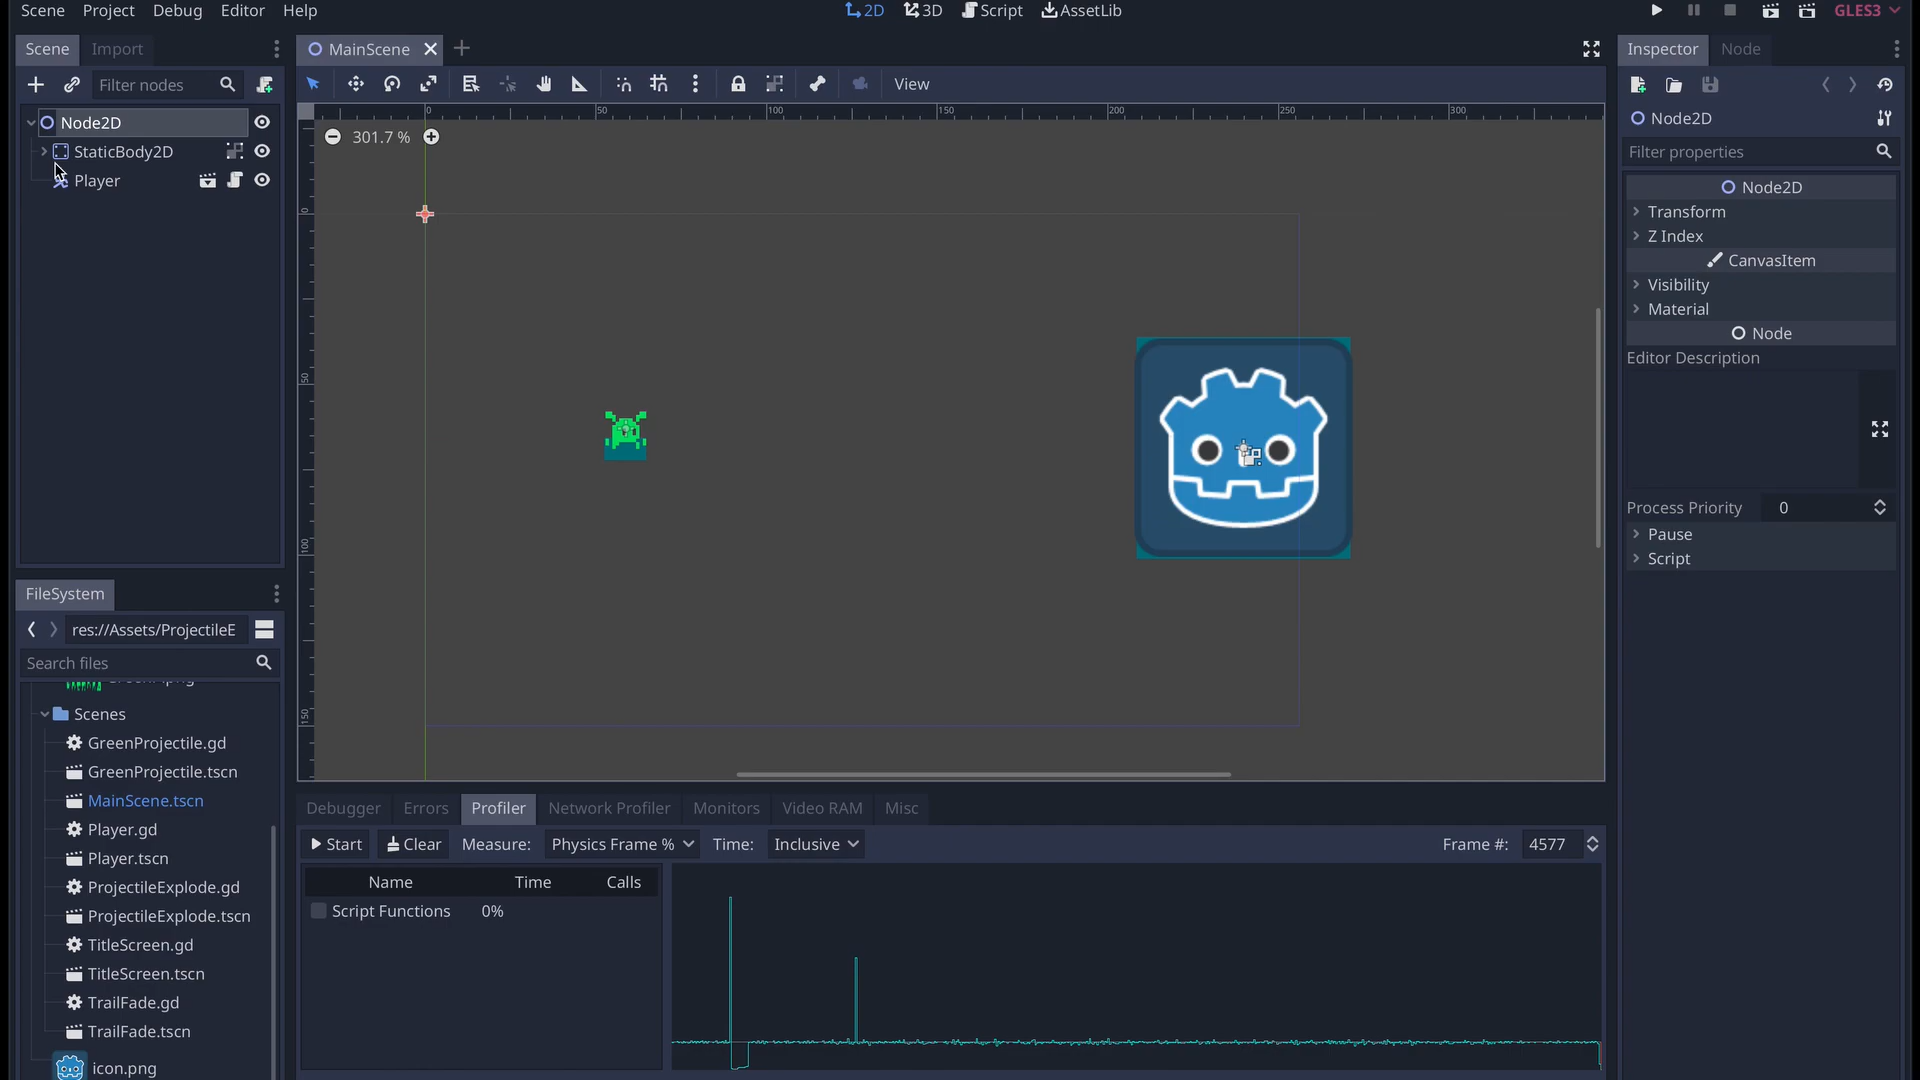 Scene Project Debug Editor Help
2D 3D Script AssetLib
GLES3
Scene Import
MainScene
Inspector Node
Filter nodes
View
Node2D
StaticBody2D
Player
0 50 100 150 200 250 300
301.7 %
0
50
100
150
Node2D
Filter properties
Node2D
Transform
Z Index
CanvasItem
Visibility
Material
Node
Editor Description
Process Priority 0
Pause
Script
FileSystem
res://Assets/ProjectileE
Search files
Scenes
GreenProjectile.gd
GreenProjectile.tscn
MainScene.tscn
Player.gd
Player.tscn
ProjectileExplode.gd
ProjectileExplode.tscn
TitleScreen.gd
TitleScreen.tscn
TrailFade.gd
TrailFade.tscn
icon.png
Debugger Errors Profiler Network Profiler Monitors Video RAM Misc
Start Clear Measure: Physics Frame % Time: Inclusive Frame #: 4577
Name Time Calls
Script Functions 0%